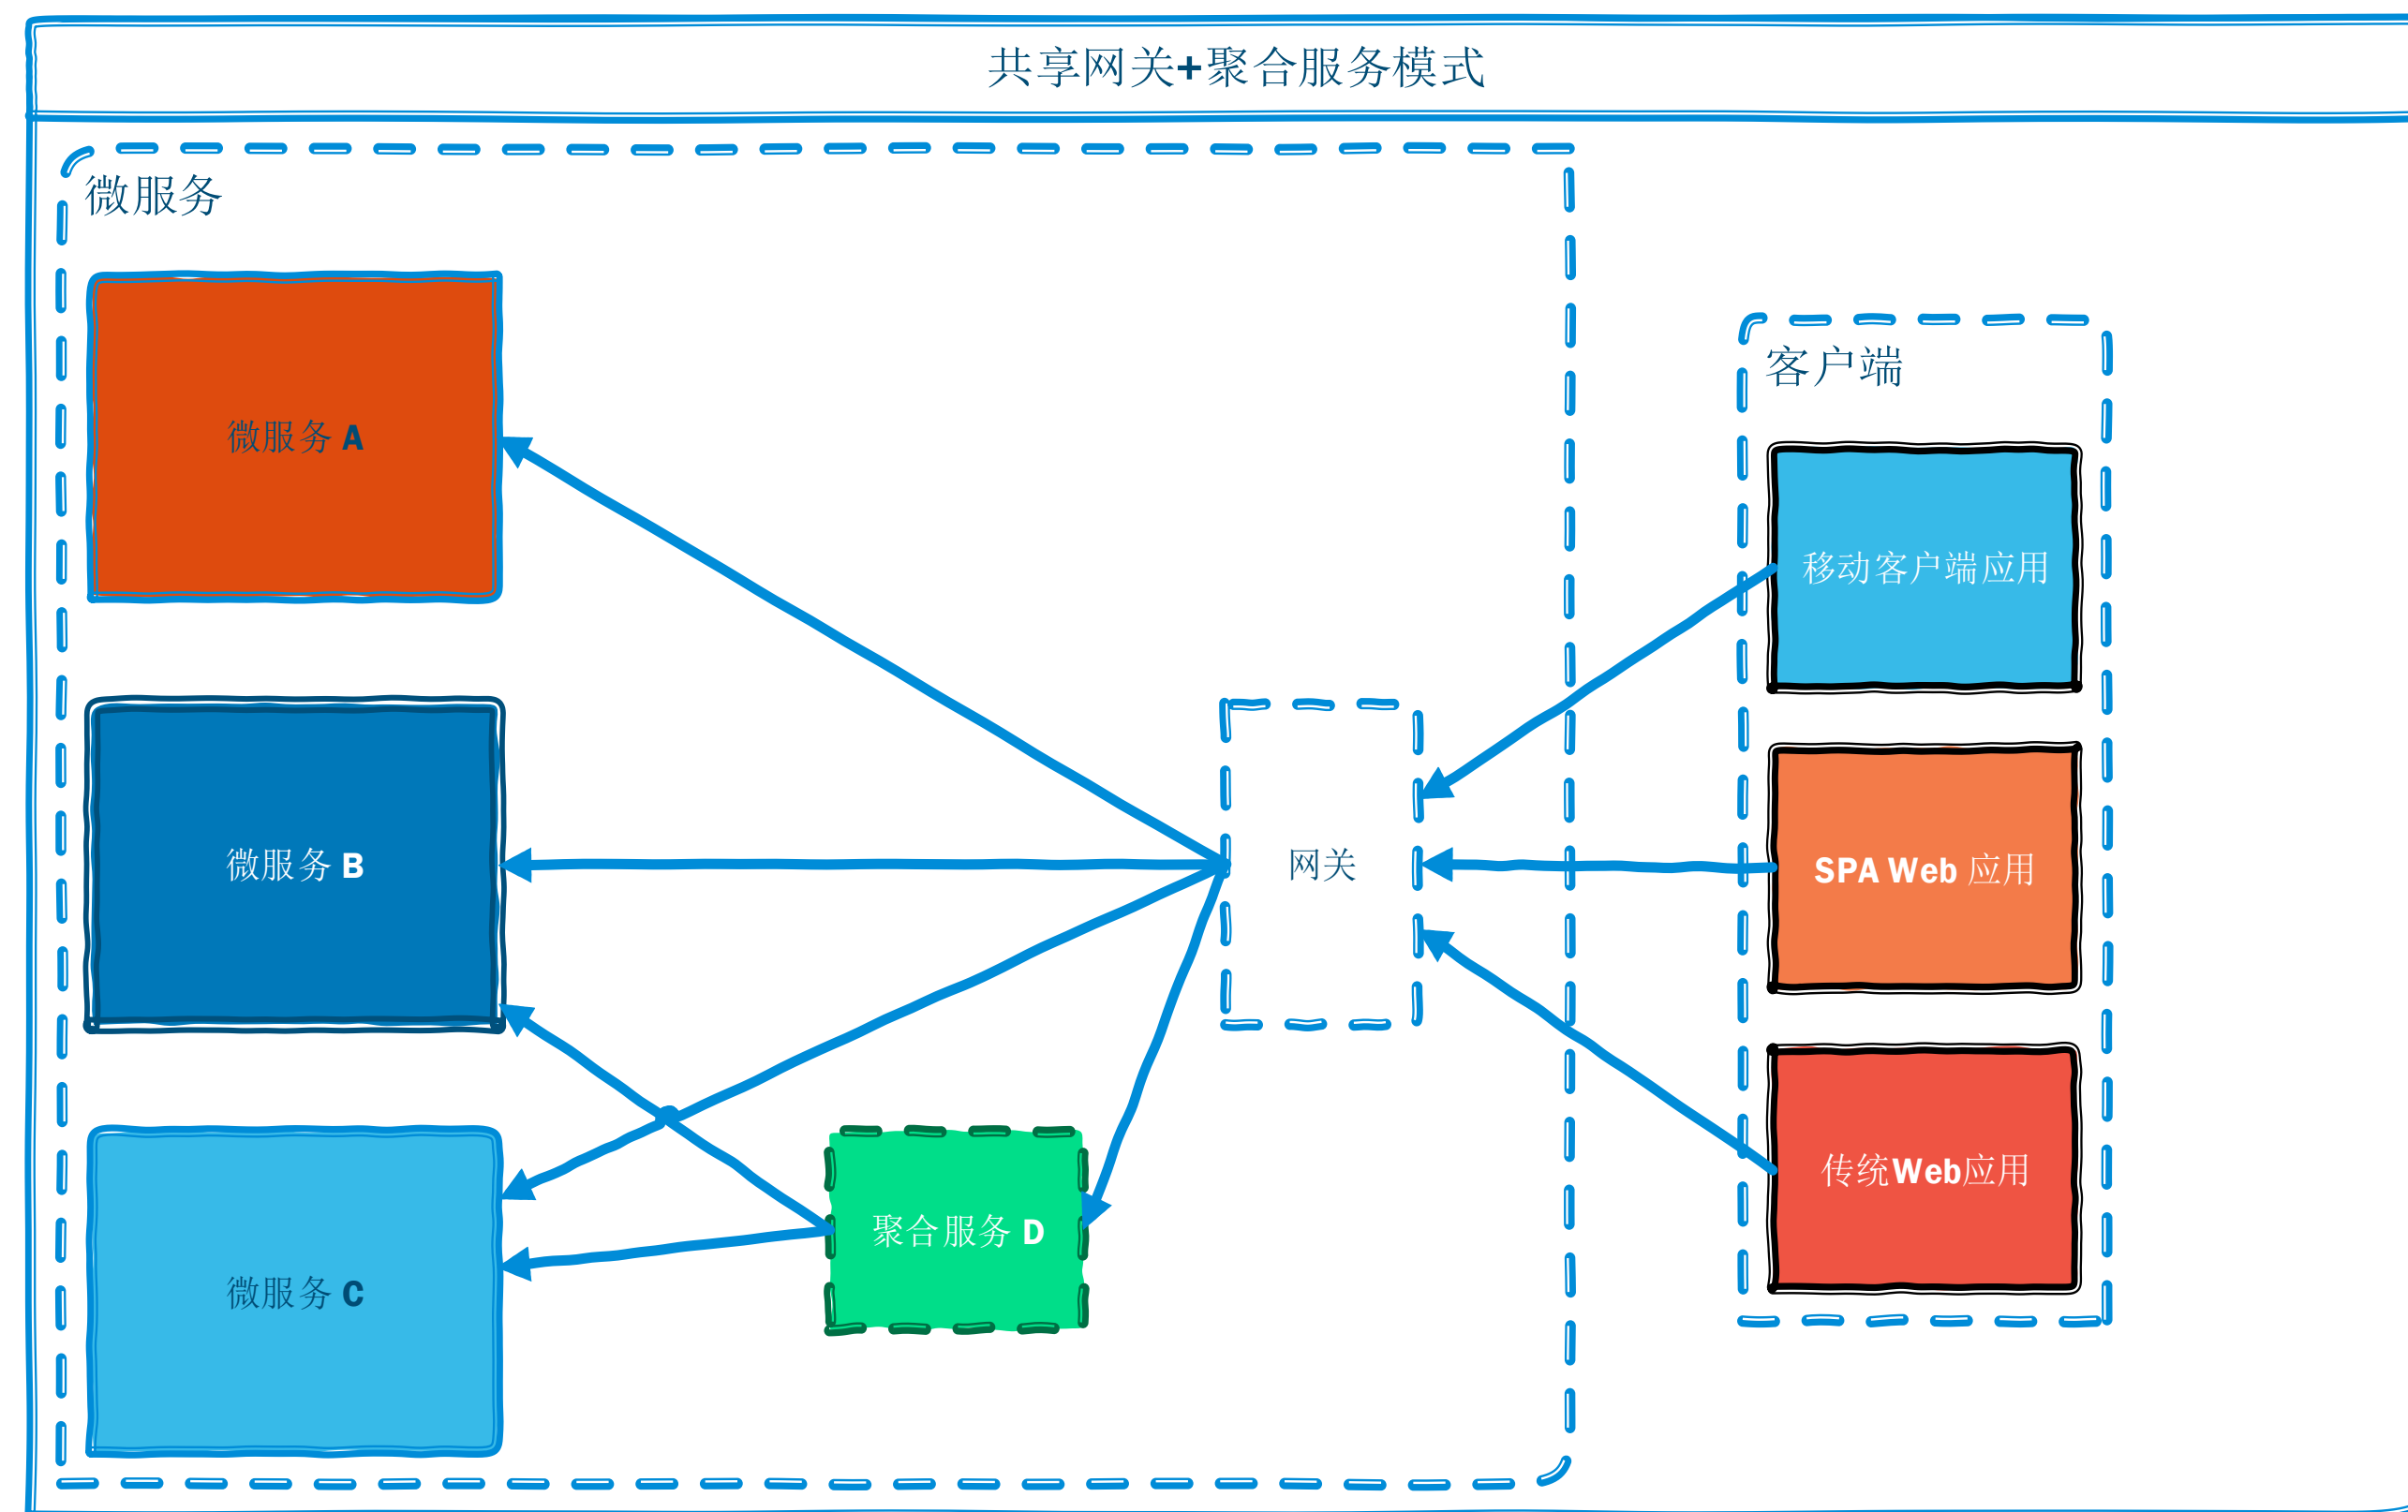 共享网关+聚合服务模式
微服务
微服务 A
微服务 B
微服务 C
聚合服务 D
网关
客户端
移动客户端应用
SPA Web 应用
传统Web应用